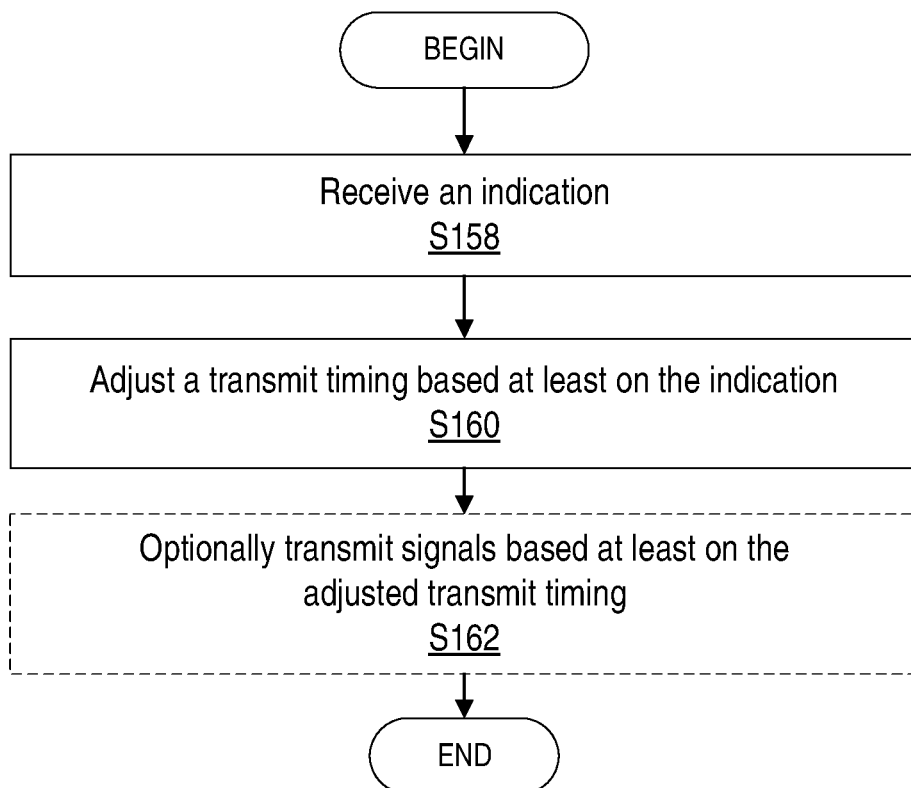 BEGIN
Receive an indication
S158
Adjust a transmit timing based at least on the indication
S160
Optionally transmit signals based at least on the
adjusted transmit timing
S162
END